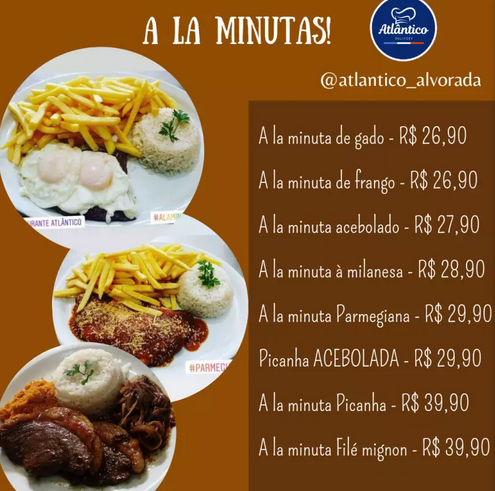 A LA MINUTAS!
Atlântico
@atlantico_alvorada
A la minuta de gado - R$ 26,90
A la minuta de frango - R$ 26,90
A la minuta acebolado - R$ 27,90
A la minuta à milanesa - R$ 28,90
A la minuta Parmegiana - R$ 29,90
Picanha ACEBOLADA - R$ 29,90
A la minuta Picanha - R$ 39,90
A la minuta Filé mignon - R$ 39,90
URANTE ATLÂNTICO
#ALAMI
#PARMEGI